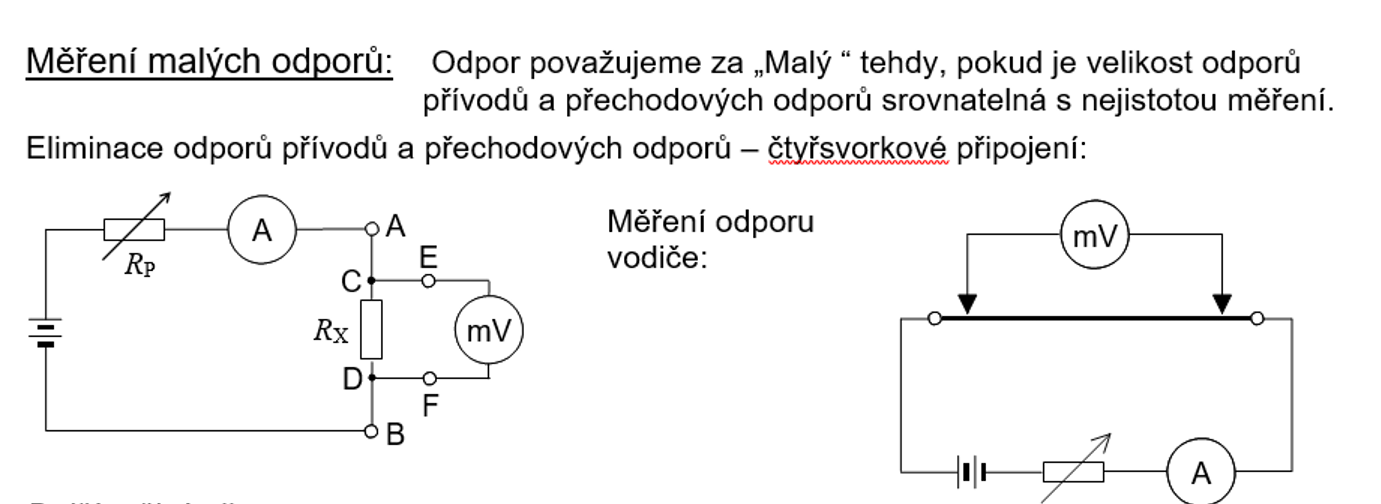 Měření malých odporů: Odpor považujeme za „Malý “ tehdy, pokud je velikost odporů
přívodů a přechodových odporů srovnatelná s nejistotou měření.
Eliminace odporů přívodů a přechodových odporů – čtyřsvorkové připojení:
A
A
RP
E
C
RX
mV
D
F
B
Měření odporu
vodiče:
mV
A